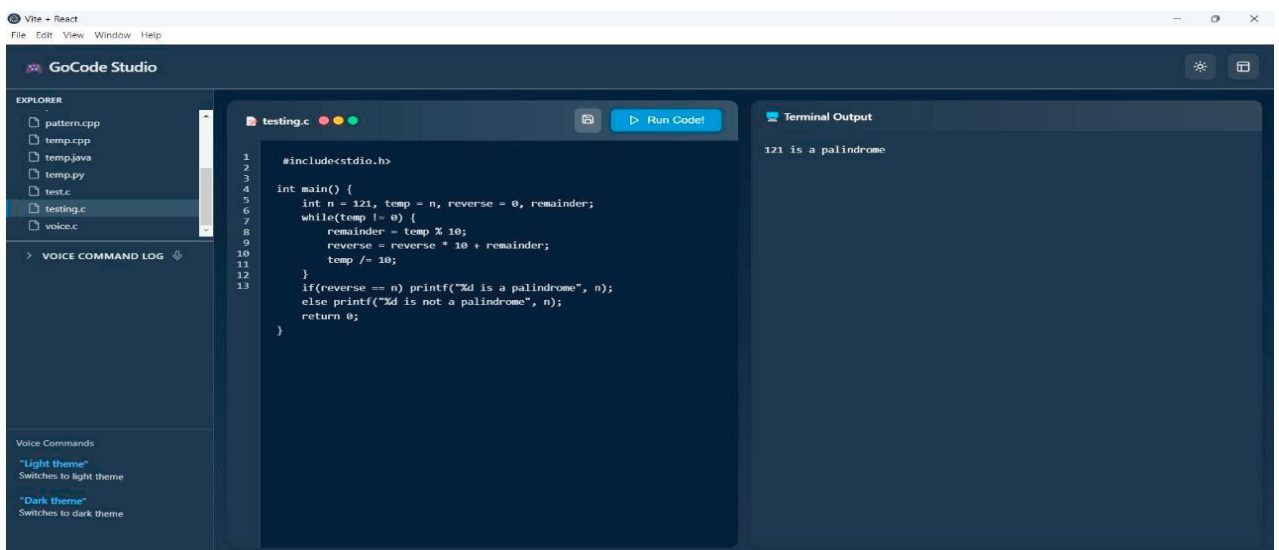 Vite + React
File Edit View Window Help
GoCode Studio
EXPLORER
pattern.cpp
temp.cpp
temp.java
temp.py
test.c
testing.c
voice.c
VOICE COMMAND LOG
Voice Commands
"Light theme"
Switches to light theme
"Dark theme"
Switches to dark theme
testing.c
Run Code!
1
2
3
4
5
6
7
8
9
10
11
12
13
#include<stdio.h>
int main() {
int n = 121, temp = n, reverse = 0, remainder;
while(temp != 0) {
remainder = temp % 10;
reverse = reverse * 10 + remainder;
temp /= 10;
}
if(reverse == n) printf("%d is a palindrome", n);
else printf("%d is not a palindrome", n);
return 0;
}
Terminal Output
121 is a palindrome